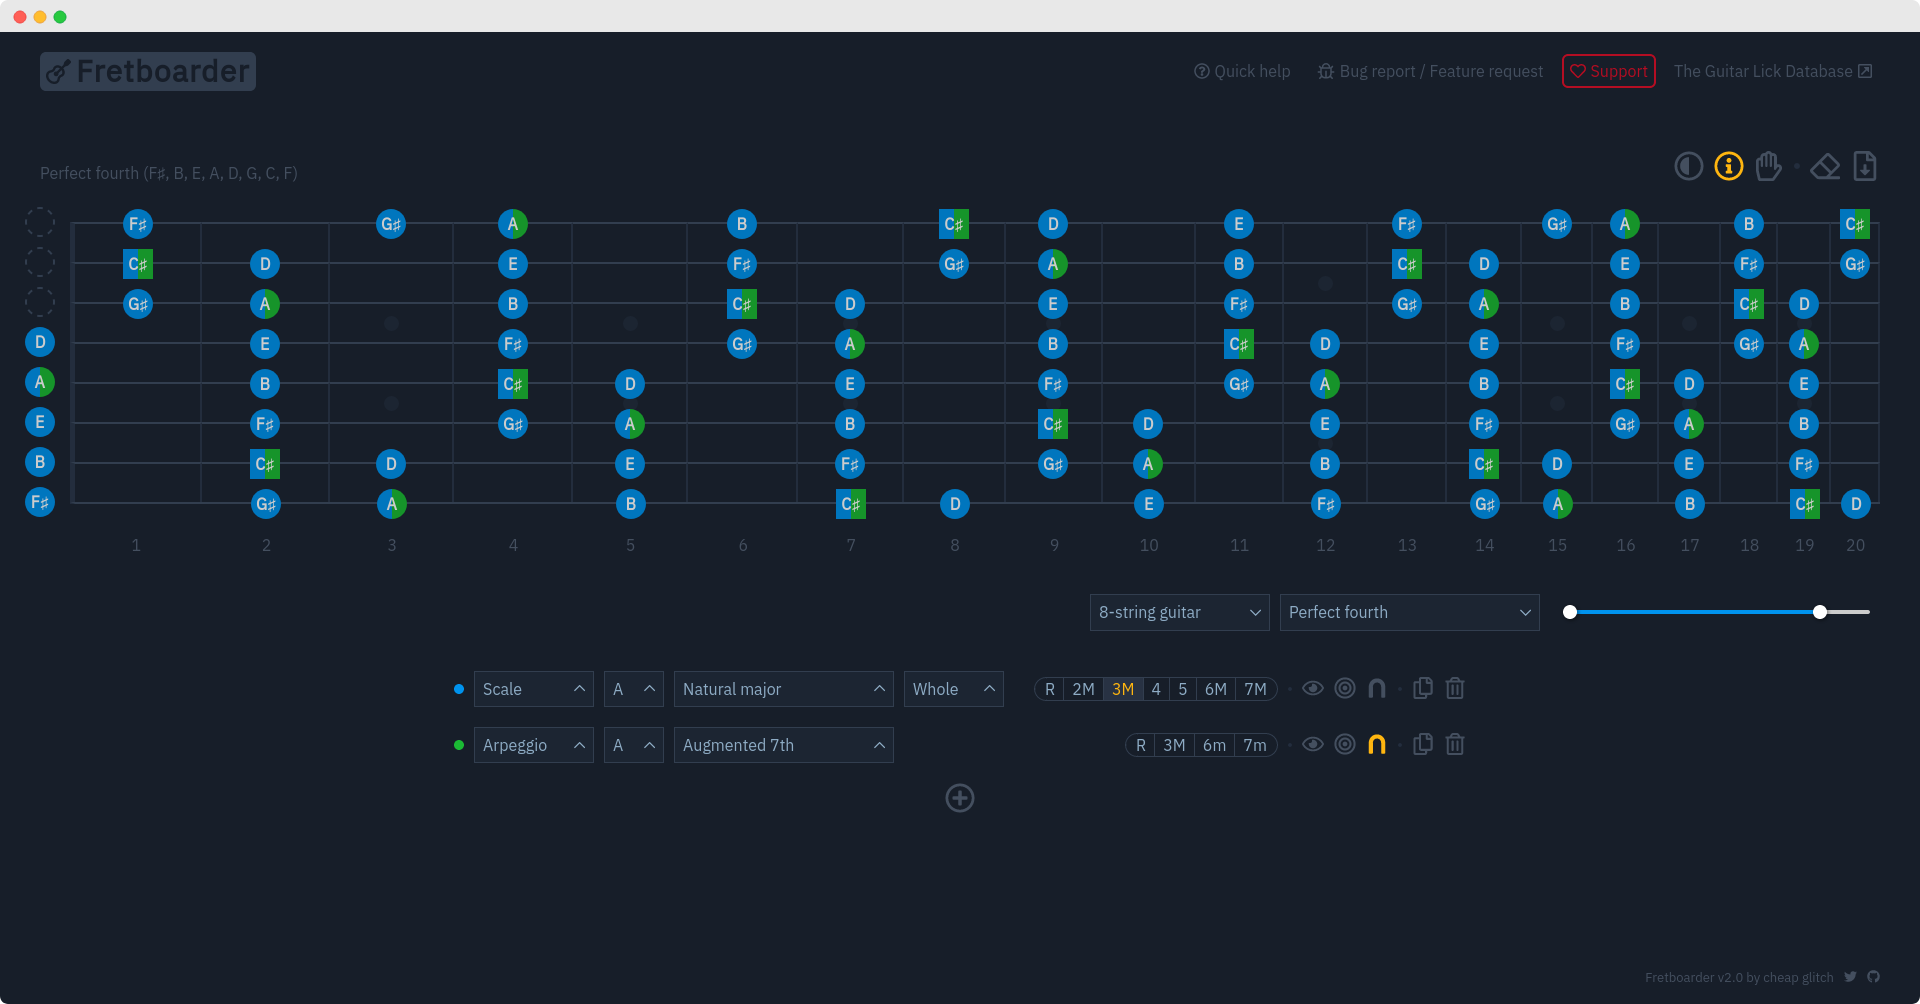 Fretboarder
Quick help Bug report / Feature request Support The Guitar Lick Database
Perfect fourth (F♯, B, E, A, D, G, C, F)
F♯ G♯ A B C♯ D E F♯ G♯ A B C♯
C♯ D E F♯ G♯ A B C♯ D E F♯ G♯
G♯ A B C♯ D E F♯ G♯ A B C♯ D
D E F♯ G♯ A B C♯ D E F♯ G♯ A
A B C♯ D E F♯ G♯ A B C♯ D E
E F♯ G♯ A B C♯ D E F♯ G♯ A B
B C♯ D E F♯ G♯ A B C♯ D E F♯
F♯ G♯ A B C♯ D E F♯ G♯ A B C♯ D
1 2 3 4 5 6 7 8 9 10 11 12 13 14 15 16 17 18 19 20
8-string guitar Perfect fourth
Scale A Natural major Whole R 2M 3M 4 5 6M 7M
Arpeggio A Augmented 7th R 3M 6m 7m
Fretboarder v2.0 by cheap glitch